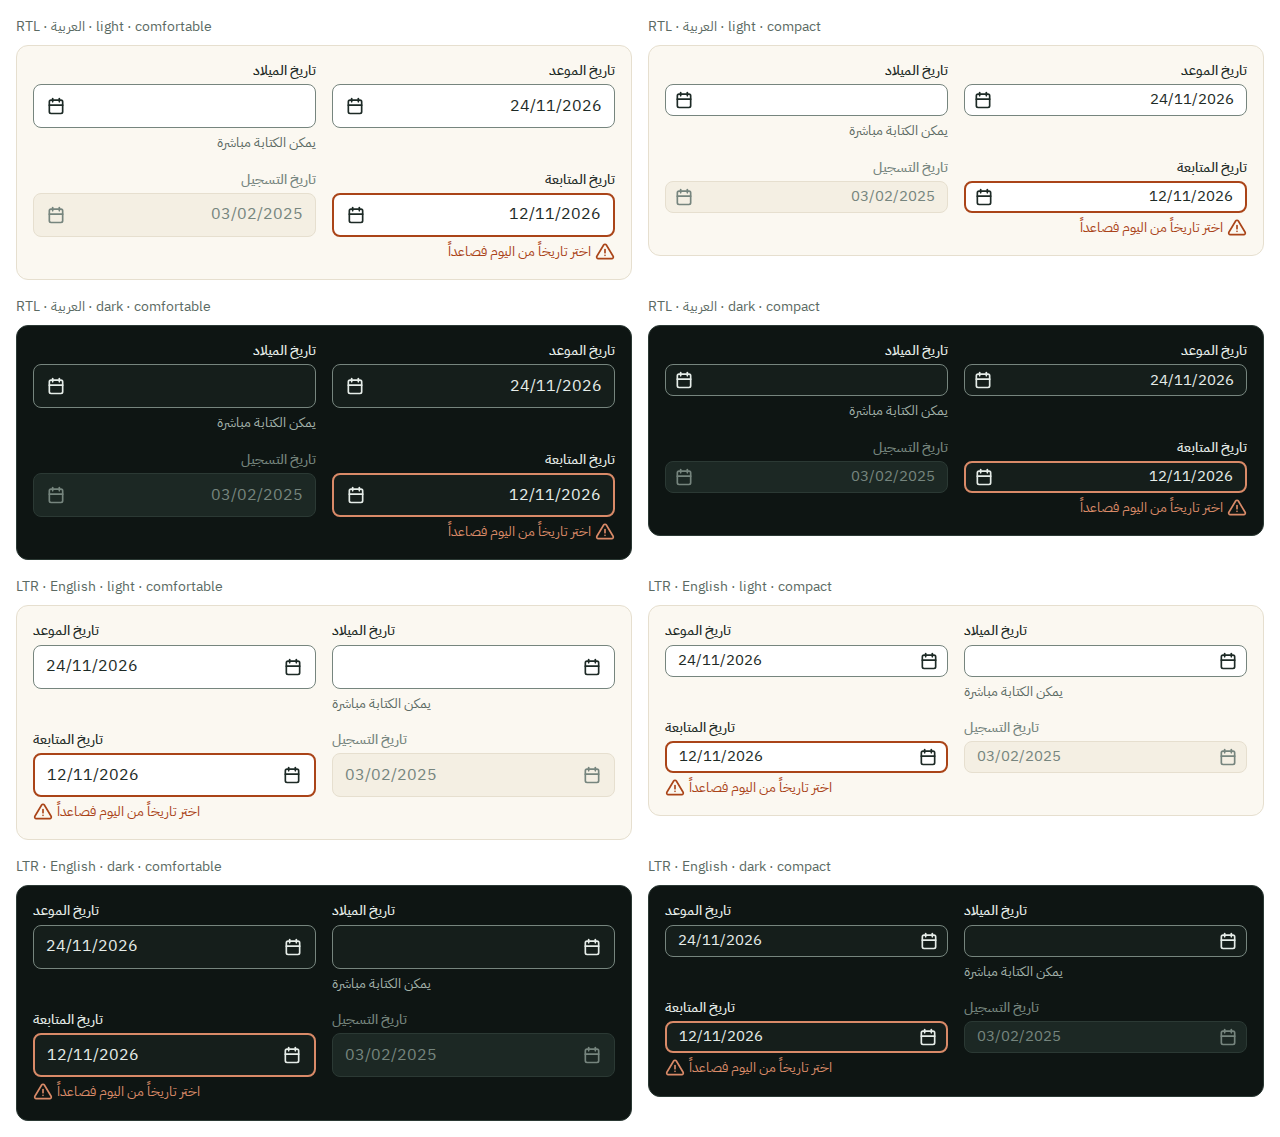 RTL · العربية · light · comfortable
تاريخ الموعد
تاريخ الميلاد
24/11/2026
يمكن الكتابة مباشرة
تاريخ المتابعة
تاريخ التسجيل
12/11/2026
03/02/2025
اختر تاريخاً من اليوم فصاعداً
RTL · العربية · light · compact
تاريخ الموعد
تاريخ الميلاد
24/11/2026
يمكن الكتابة مباشرة
تاريخ المتابعة
تاريخ التسجيل
12/11/2026
03/02/2025
اختر تاريخاً من اليوم فصاعداً
RTL · العربية · dark · comfortable
تاريخ الموعد
تاريخ الميلاد
24/11/2026
يمكن الكتابة مباشرة
تاريخ المتابعة
تاريخ التسجيل
12/11/2026
03/02/2025
اختر تاريخاً من اليوم فصاعداً
RTL · العربية · dark · compact
تاريخ الموعد
تاريخ الميلاد
24/11/2026
يمكن الكتابة مباشرة
تاريخ المتابعة
تاريخ التسجيل
12/11/2026
03/02/2025
اختر تاريخاً من اليوم فصاعداً
LTR · English · light · comfortable
تاريخ الموعد
تاريخ الميلاد
24/11/2026
يمكن الكتابة مباشرة
تاريخ المتابعة
تاريخ التسجيل
12/11/2026
03/02/2025
اختر تاريخاً من اليوم فصاعداً
LTR · English · light · compact
تاريخ الموعد
تاريخ الميلاد
24/11/2026
يمكن الكتابة مباشرة
تاريخ المتابعة
تاريخ التسجيل
12/11/2026
03/02/2025
اختر تاريخاً من اليوم فصاعداً
LTR · English · dark · comfortable
تاريخ الموعد
تاريخ الميلاد
24/11/2026
يمكن الكتابة مباشرة
تاريخ المتابعة
تاريخ التسجيل
12/11/2026
03/02/2025
اختر تاريخاً من اليوم فصاعداً
LTR · English · dark · compact
تاريخ الموعد
تاريخ الميلاد
24/11/2026
يمكن الكتابة مباشرة
تاريخ المتابعة
تاريخ التسجيل
12/11/2026
03/02/2025
اختر تاريخاً من اليوم فصاعداً